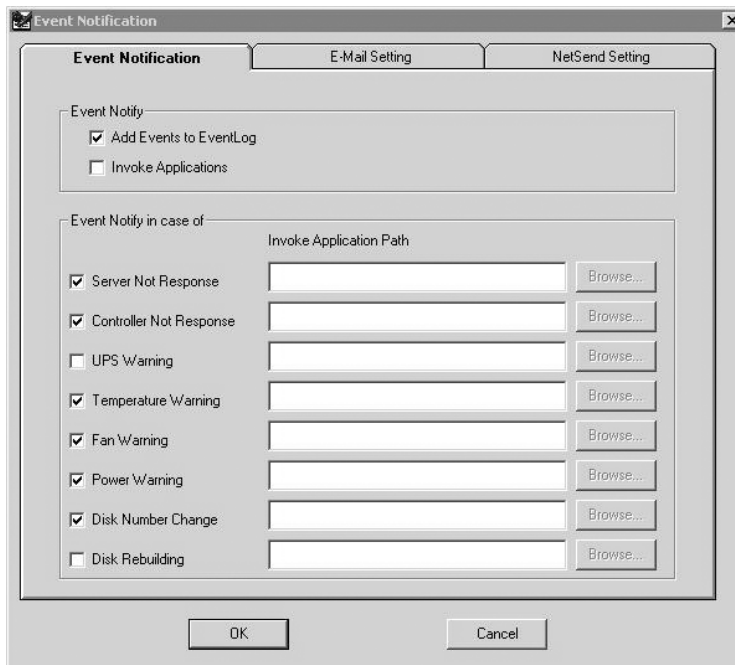 Event Notification
Event Notification E-Mail Setting NetSend Setting
Event Notify
Add Events to EventLog
Invoke Applications
Event Notify in case of
Invoke Application Path
Server Not Response Browse...
Controller Not Response Browse...
UPS Warning Browse...
Temperature Warning Browse...
Fan Warning Browse...
Power Warning Browse...
Disk Number Change Browse...
Disk Rebuilding Browse...
OK Cancel